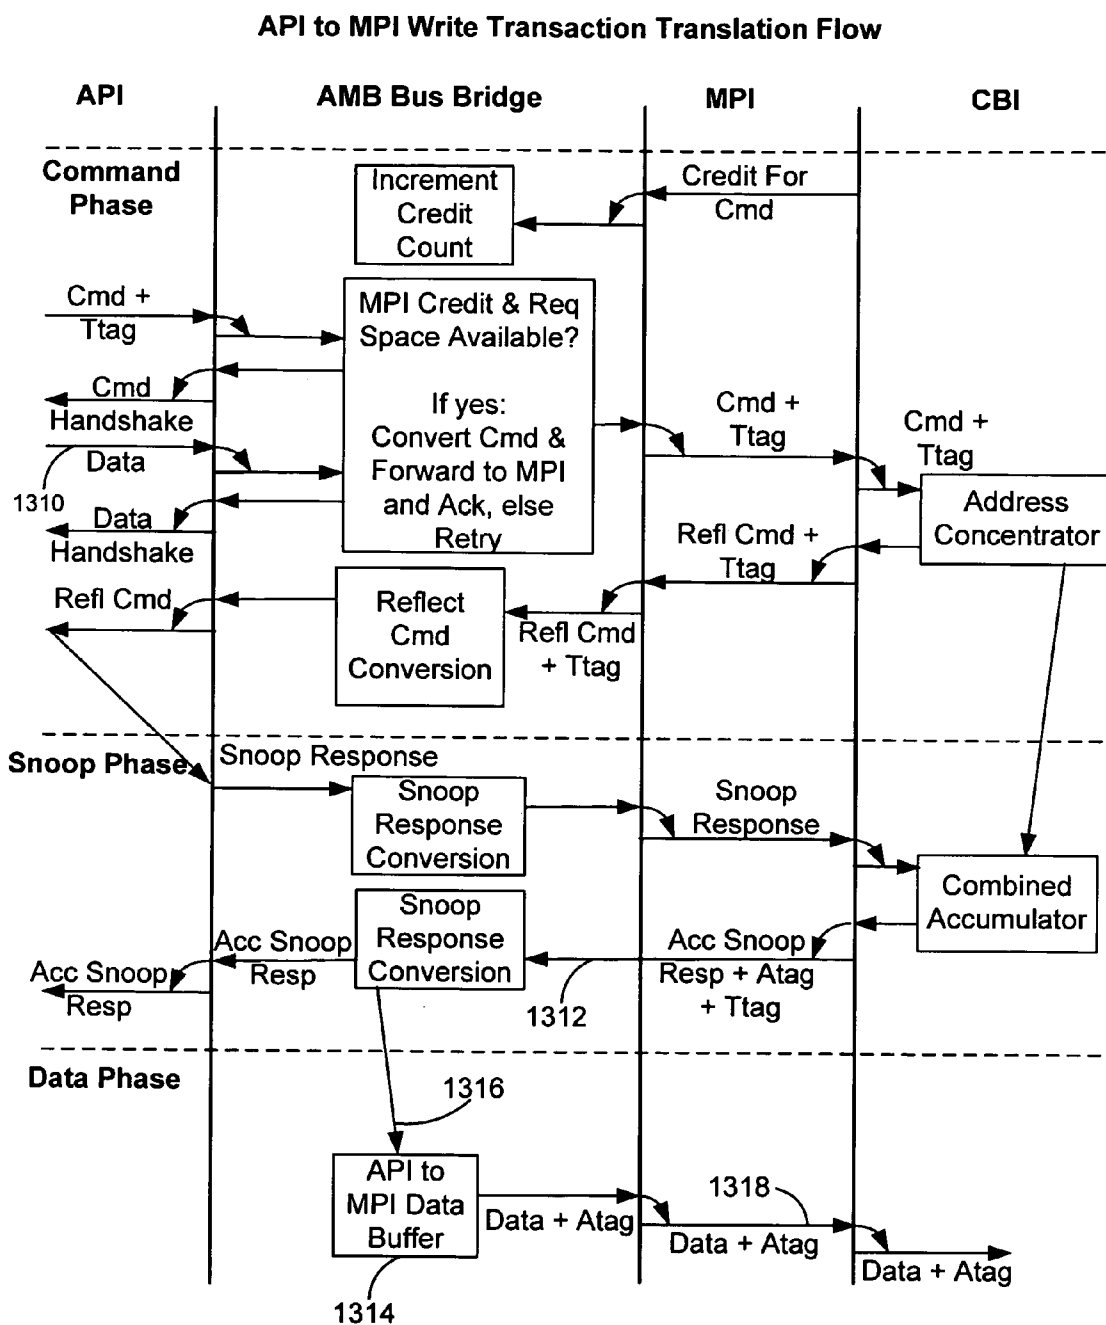 API to MPI Write Transaction Translation Flow
API
AMB Bus Bridge
MPI
CBI
Command
Phase
Increment
Credit
Count
Credit For
Cmd
Cmd +
Ttag
MPI Credit & Req
Space Available?
If yes:
Convert Cmd &
Forward to MPI
and Ack, else
Retry
Cmd
Handshake
Data
1310
Data
Handshake
Cmd +
Ttag
Cmd +
Ttag
Address
Concentrator
Refl Cmd +
Ttag
Refl Cmd
+ Ttag
Reflect
Cmd
Conversion
Refl Cmd
Snoop Phase
Snoop Response
Snoop
Response
Conversion
Snoop
Response
Combined
Accumulator
Acc Snoop
Resp + Atag
+ Ttag
1312
Snoop
Response
Conversion
Acc Snoop
Resp
Acc Snoop
Resp
Data Phase
1316
API to
MPI Data
Buffer
1314
Data + Atag
1318
Data + Atag
Data + Atag